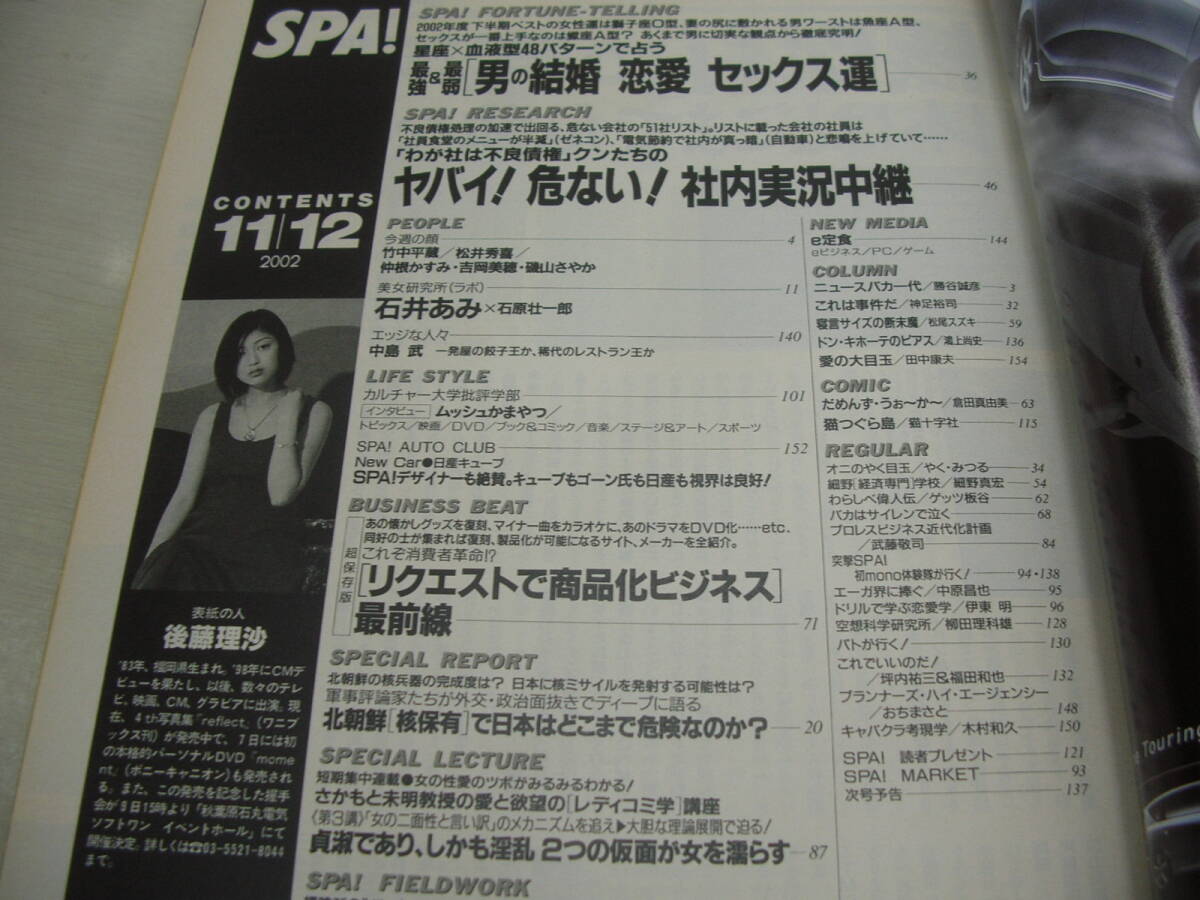 SPA!
CONTENTS
11/12
2002
表紙の人
後藤理沙
'83年、福岡県生まれ。'98年にCMデ
ビューを果たし、以後、数々のテレ
ビ、映画、CM、グラビアに出演。現
在、4th写真集「reflect」(ワニブ
ックス刊)が発売中で、7日には初
の本格的パーソナルDVD「mome
nt」(ポニーキャニオン)も発売され
る。また、この発売を記念した握手
会が9日15時より「秋葉原石丸電気
ソフトワン イベントホール」にて
開催決定。詳しくは☎03-5521-8044
まで。
SPA! FORTUNE-TELLING
2002年度下半期ベストの女性運は獅子座O型、妻の尻に敷かれる男ワーストは魚座A型、
セックスが一番上手なのは蠍座A型? あくまで男に切実な観点から徹底究明!
星座×血液型48パターンで占う
最強&最弱[男の結婚 恋愛 セックス運] 36
SPA! RESEARCH
不良債権処理の加速で出回る、危ない会社の「51社リスト」。リストに載った会社の社員は
「社員食堂のメニューが半減」(ゼネコン)、「電気節約で社内が真っ暗」(自動車)と悲鳴を上げていて……
「わが社は不良債権」クンたちの
ヤバイ! 危ない! 社内実況中継 46
PEOPLE
今週の顔 4
竹中平蔵/松井秀喜/
仲根かすみ・吉岡美穂・磯山さやか
美女研究所(ラボ) 11
石井あみ×石原壮一郎
エッジな人々 140
中島 武 一発屋の餃子王か、稀代のレストラン王か
LIFE STYLE
カルチャー大学批評学部 101
インタビュー ムッシュかまやつ/
トピックス/映画/DVD/ブック&コミック/音楽/ステージ&アート/スポーツ
SPA! AUTO CLUB 152
New Car●日産キューブ
SPA!デザイナーも絶賛。キューブもゴーン氏も日産も視界は良好!
BUSINESS BEAT
超保存版
あの懐かしグッズを復刻、マイナー曲をカラオケに、あのドラマをDVD化……etc.
同好の士が集まれば復刻、製品化が可能になるサイト、メーカーを全紹介。
これぞ消費者革命!?
[リクエストで商品化ビジネス]
最前線 71
SPECIAL REPORT
北朝鮮の核兵器の完成度は? 日本に核ミサイルを発射する可能性は?
軍事評論家たちが外交・政治面抜きでディープに語る
北朝鮮[核保有]で日本はどこまで危険なのか? 20
SPECIAL LECTURE
短期集中連載●女の性愛のツボがみるみるわかる!
さかもと未明教授の愛と欲望の[レディコミ学]講座
〈第3講〉「女の二面性と言い訳」のメカニズムを追え▶大胆な理論展開で迫る!
貞淑であり、しかも淫乱 2つの仮面が女を濡らす 87
SPA! FIELDWORK
NEW MEDIA
e定食 144
eビジネス/PC/ゲーム
COLUMN
ニュースバカ一代/勝谷誠彦 3
これは事件だ/神足裕司 32
寝言サイズの断末魔/松尾スズキ 59
ドン・キホーテのピアス/鴻上尚史 136
愛の大目玉/田中康夫 154
COMIC
だめんず・うぉ〜か〜/倉田真由美 63
猫つぐら島/猫十字社 115
REGULAR
オニのやく目玉/やく・みつる 34
細野[経済専門]学校/細野真宏 54
わらしべ偉人伝/ゲッツ板谷 62
バカはサイレンで泣く 68
プロレスビジネス近代化計画
/武藤敬司 84
突撃SPA!
初mono体験隊が行く! 94・138
エーガ界に捧ぐ/中原昌也 95
ドリルで学ぶ恋愛学/伊東 明 96
空想科学研究所/柳田理科雄 128
バトが行く! 130
これでいいのだ!
/坪内祐三&福田和也 132
プランナーズ・ハイ・エージェンシー
/おちまさと 148
キャバクラ考現学/木村和久 150
SPA! 読者プレゼント 121
SPA! MARKET 93
次号予告 137
Touring